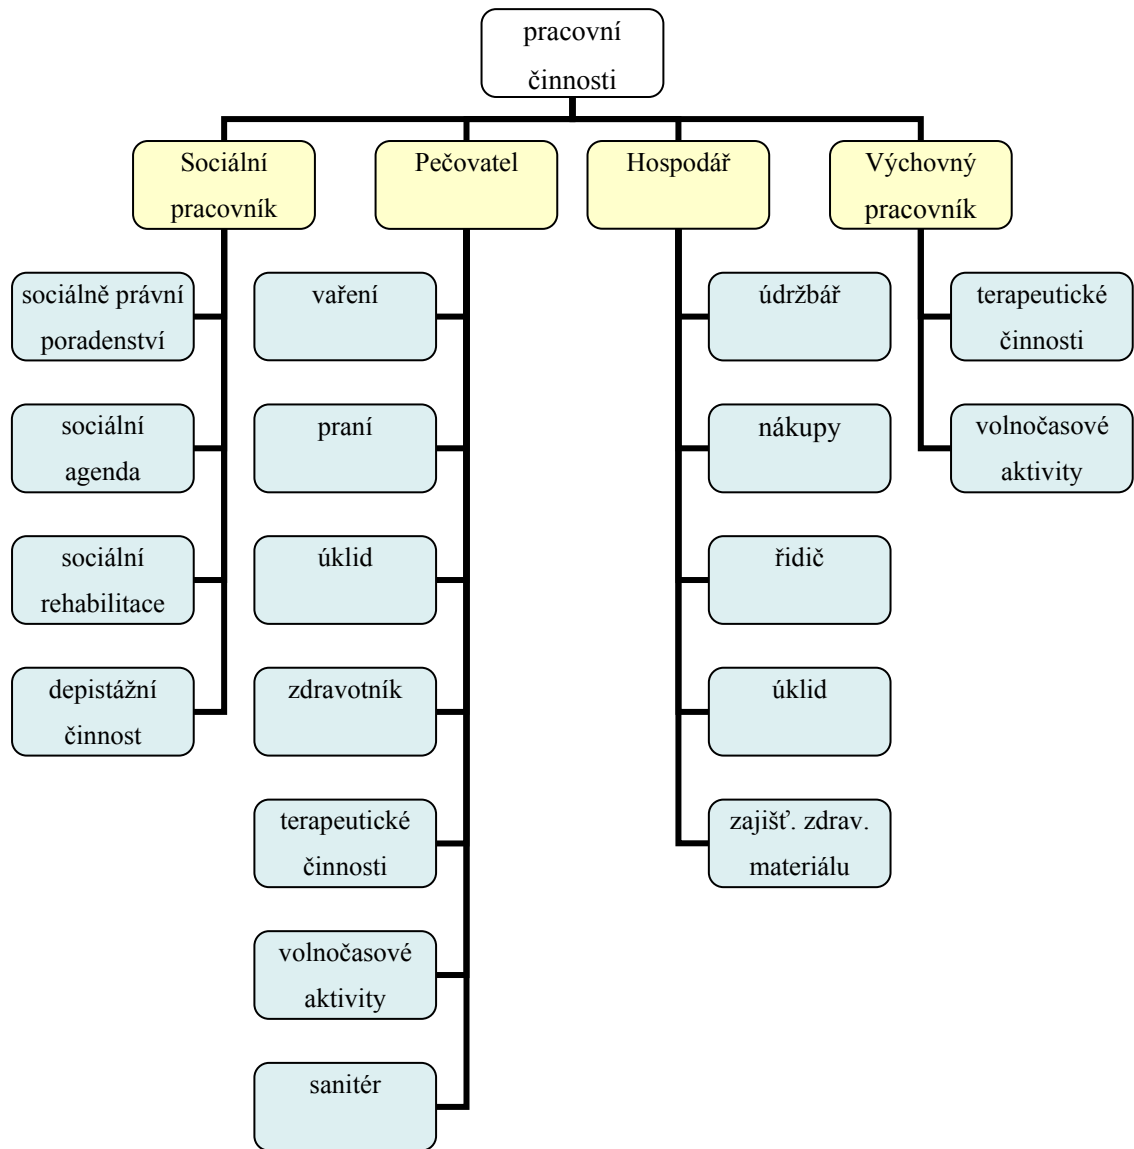 pracovní
činnosti
Sociální
pracovník
Pečovatel
Hospodář
Výchovný
pracovník
sociálně právní
poradenství
sociální
agenda
sociální
rehabilitace
depistážní
činnost
vaření
praní
úklid
zdravotník
terapeutické
činnosti
volnočasové
aktivity
sanitér
údržbář
nákupy
řidič
úklid
zajišť. zdrav.
materiálu
terapeutické
činnosti
volnočasové
aktivity